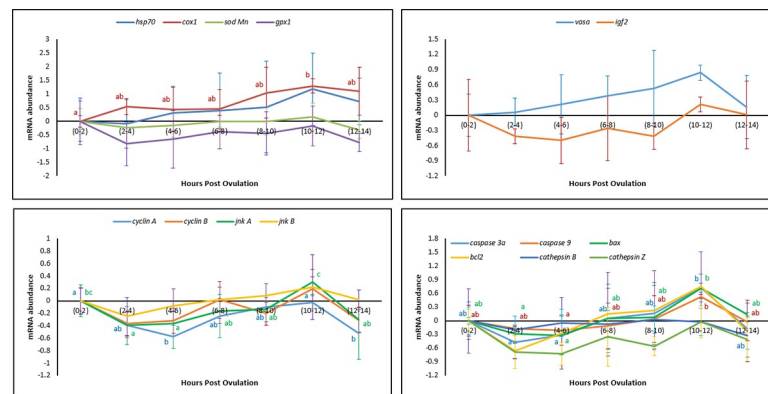 hsp70 cox1 sod Mn gpx1
mRNA abundance
3
2.5
2
1.5
1
0.5
0
-0.5
-1
-1.5
-2
a ab ab ab ab b ab
(0-2) (2-4) (4-6) (6-8) (8-10) (10-12) (12-14)
Hours Post Ovulation
vasa igf2
mRNA abundance
1.5
1.2
0.9
0.6
0.3
0
-0.3
-0.6
-0.9
-1.2
(0-2) (2-4) (4-6) (6-8) (8-10) (10-12) (12-14)
Hours Post Ovulation
cyclin A cyclin B jnk A jnk B
mRNA abundance
1
0.8
0.6
0.4
0.2
0
-0.2
-0.4
-0.6
-0.8
-1
-1.2
a bc c a
(0-2) (2-4) (4-6) (6-8) (8-10) (10-12) (12-14)
ab a a b ab ab ab ab a ab
Hours Post Ovulation
caspase 3a caspase 9 bax
bcl2 cathepsin B cathepsin Z
mRNA abundance
1.8
1.5
1.2
0.9
0.6
0.3
0
-0.3
-0.6
-0.9
-1.2
ab ab ab a a a ab ab ab ab ab ab b b b ab ab ab
(0-2) (2-4) (4-6) (6-8) (8-10) (10-12) (12-14)
Hours Post Ovulation